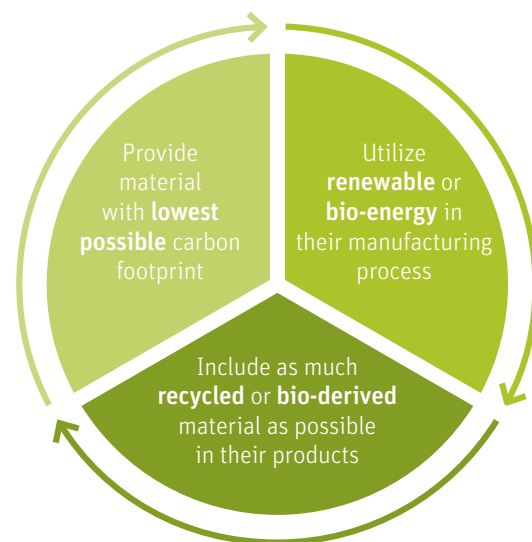 Provide
material
with lowest
possible carbon
footprint
Utilize
renewable or
bio-energy in
their manufacturing
process
Include as much
recycled or bio-derived
material as possible
in their products